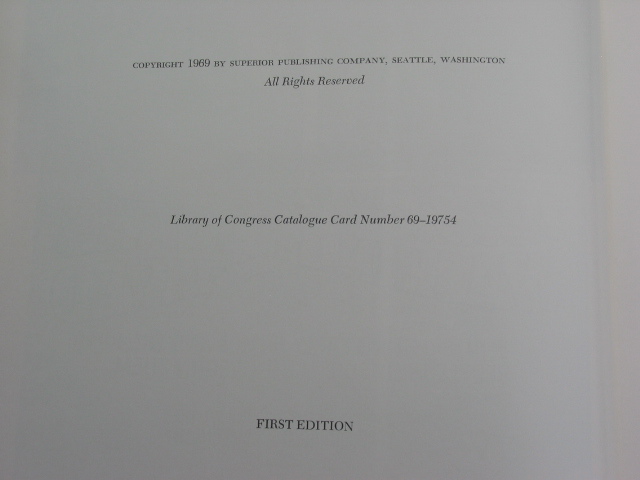 COPYRIGHT 1969 BY SUPERIOR PUBLISHING COMPANY, SEATTLE, WASHINGTON
All Rights Reserved
Library of Congress Catalogue Card Number 69–19754
FIRST EDITION